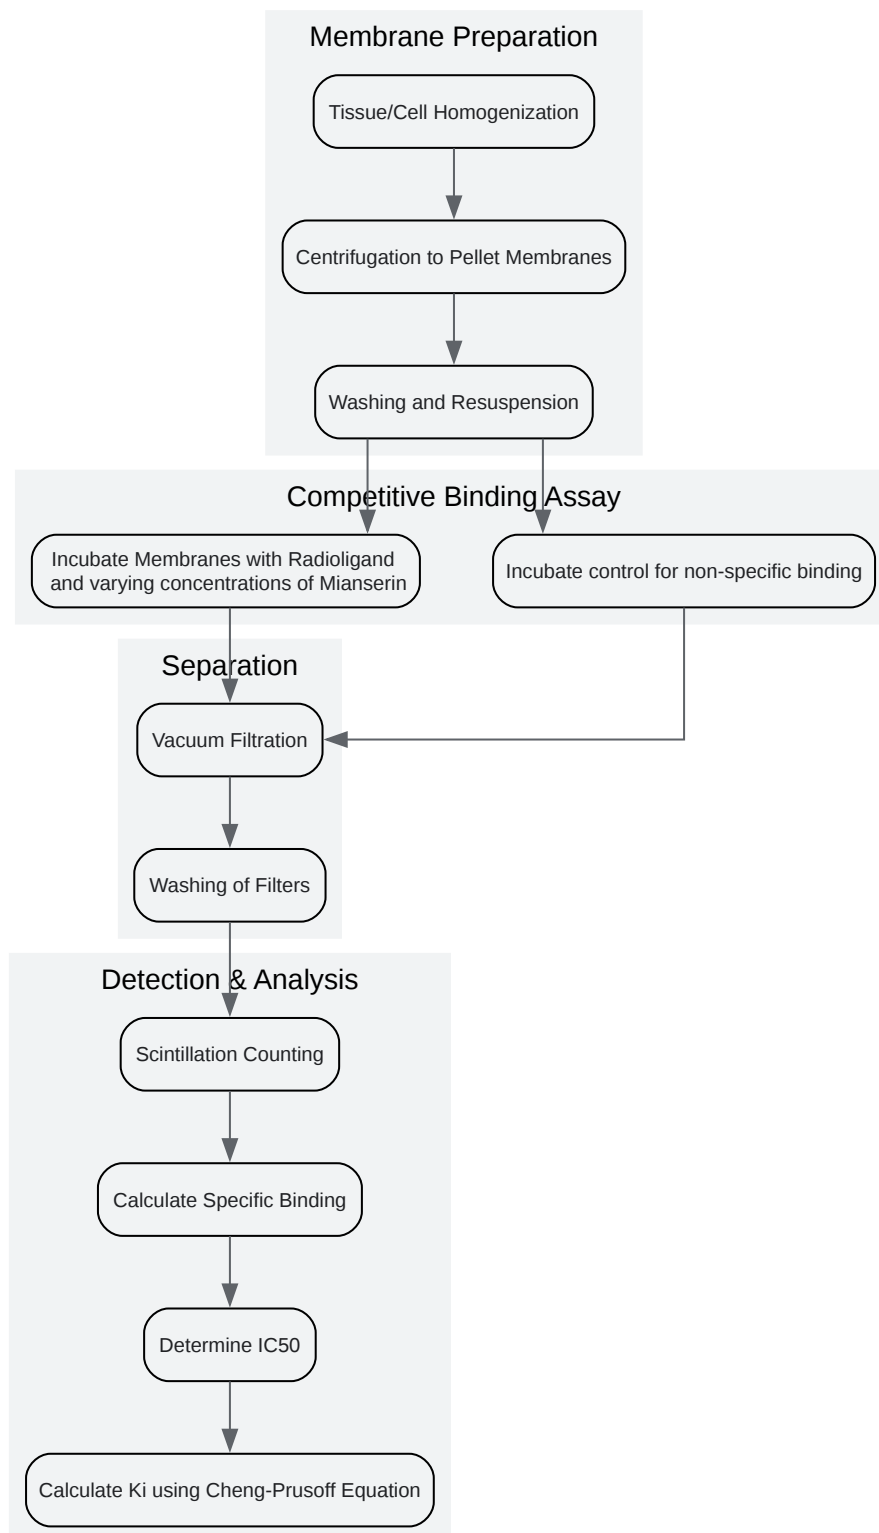 Membrane Preparation
Tissue/Cell Homogenization
Centrifugation to Pellet Membranes
Washing and Resuspension
Competitive Binding Assay
Incubate Membranes with Radioligand
and varying concentrations of Mianserin
Incubate control for non-specific binding
Separation
Vacuum Filtration
Washing of Filters
Detection & Analysis
Scintillation Counting
Calculate Specific Binding
Determine IC50
Calculate Ki using Cheng-Prusoff Equation